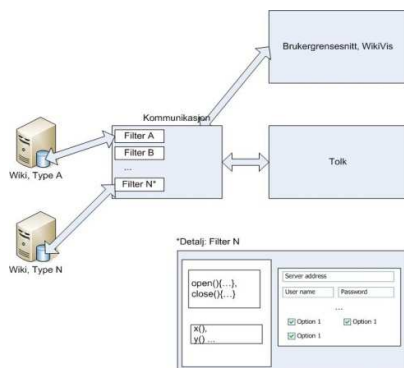 Brukergrensesnitt, WikiVis
Kommunikasjon
Filter A
Filter B
...
Filter N*
Wiki, Type A
Tolk
Wiki, Type N
*Detalj: Filter N
open(){...},
close(){...}
x(),
y() ...
Server address
User name Password
...
Option 1 Option 1
Option 1